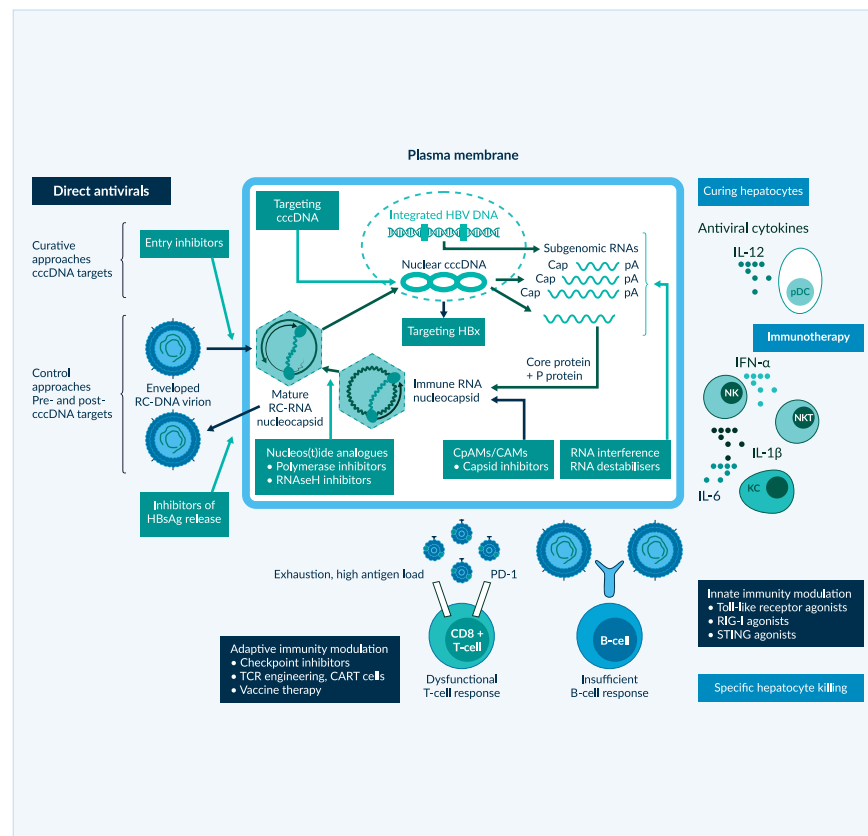 Plasma membrane
Direct antivirals
Curative
approaches
cccDNA targets
Entry inhibitors
Control
approaches
Pre- and post-
cccDNA targets
Enveloped
RC-DNA virion
Inhibitors of
HBsAg release
Targeting
cccDNA
Integrated HBV DNA
Nuclear cccDNA
Targeting HBx
Subgenomic RNAs
Cap pA
Cap pA
Cap pA
Core protein
+ P protein
Mature
RC-RNA
nucleocapsid
Immune RNA
nucleocapsid
Nucleos(t)ide analogues
• Polymerase inhibitors
• RNAseH inhibitors
CpAMs/CAMs
• Capsid inhibitors
RNA interference
RNA destabilisers
Curing hepatocytes
Antiviral cytokines
IL-12
pDC
Immunotherapy
IFN-α
NK
NKT
IL-1β
IL-6
KC
Exhaustion, high antigen load
PD-1
CD8 +
T-cell
Dysfunctional
T-cell response
B-cell
Insufficient
B-cell response
Adaptive immunity modulation
• Checkpoint inhibitors
• TCR engineering, CART cells
• Vaccine therapy
Innate immunity modulation
• Toll-like receptor agonists
• RIG-I agonists
• STING agonists
Specific hepatocyte killing